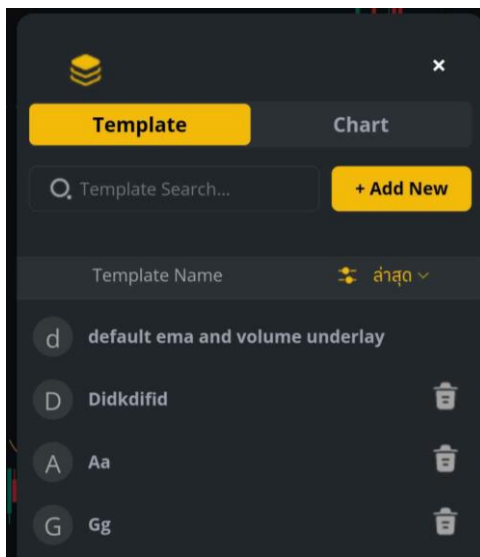 Template Chart
Template Search...
+ Add New
Template Name ล่าสุด
d default ema and volume underlay
D Didkdifid
A Aa
G Gg